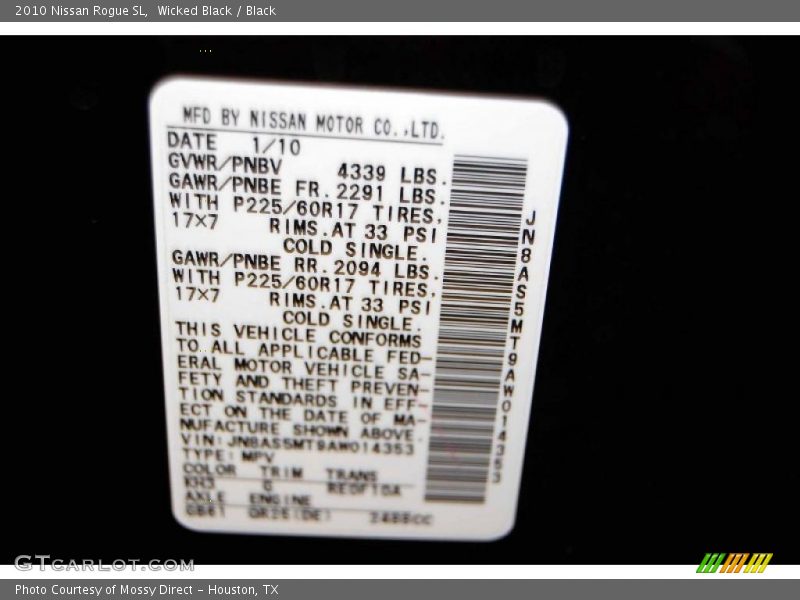 2010 Nissan Rogue SL, Wicked Black / Black
MFD BY NISSAN MOTOR CO.,LTD.
DATE 1/10
GVWR/PNBV 4339 LBS.
GAWR/PNBE FR. 2291 LBS.
WITH P225/60R17 TIRES,
17×7 RIMS.AT 33 PSI
COLD SINGLE.
GAWR/PNBE RR. 2094 LBS.
WITH P225/60R17 TIRES,
17×7 RIMS.AT 33 PSI
COLD SINGLE.
THIS VEHICLE CONFORMS
TO ALL APPLICABLE FED-
ERAL MOTOR VEHICLE SA-
FETY AND THEFT PREVEN-
TION STANDARDS IN EFF-
ECT ON THE DATE OF MA-
NUFACTURE SHOWN ABOVE.
VIN: JN8AS5MT9AW014353
TYPE: MPV
COLOR TRIM TRANS
KH3 G
AXLE ENGINE
QR25(DE) 2488CC
JN8AS5MT9AW014353
GTCARLOT.COM
Photo Courtesy of Mossy Direct – Houston, TX